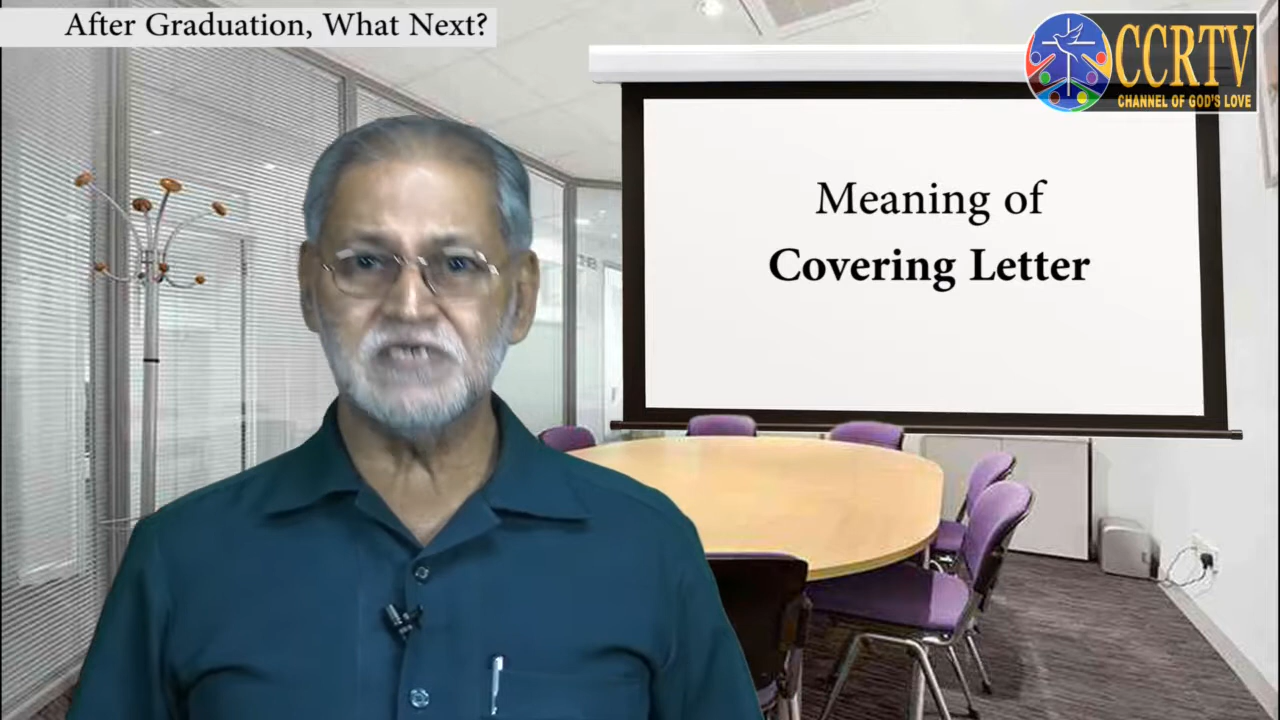 After Graduation, What Next?
CCRTV
CHANNEL OF GOD'S LOVE
Meaning of
Covering Letter